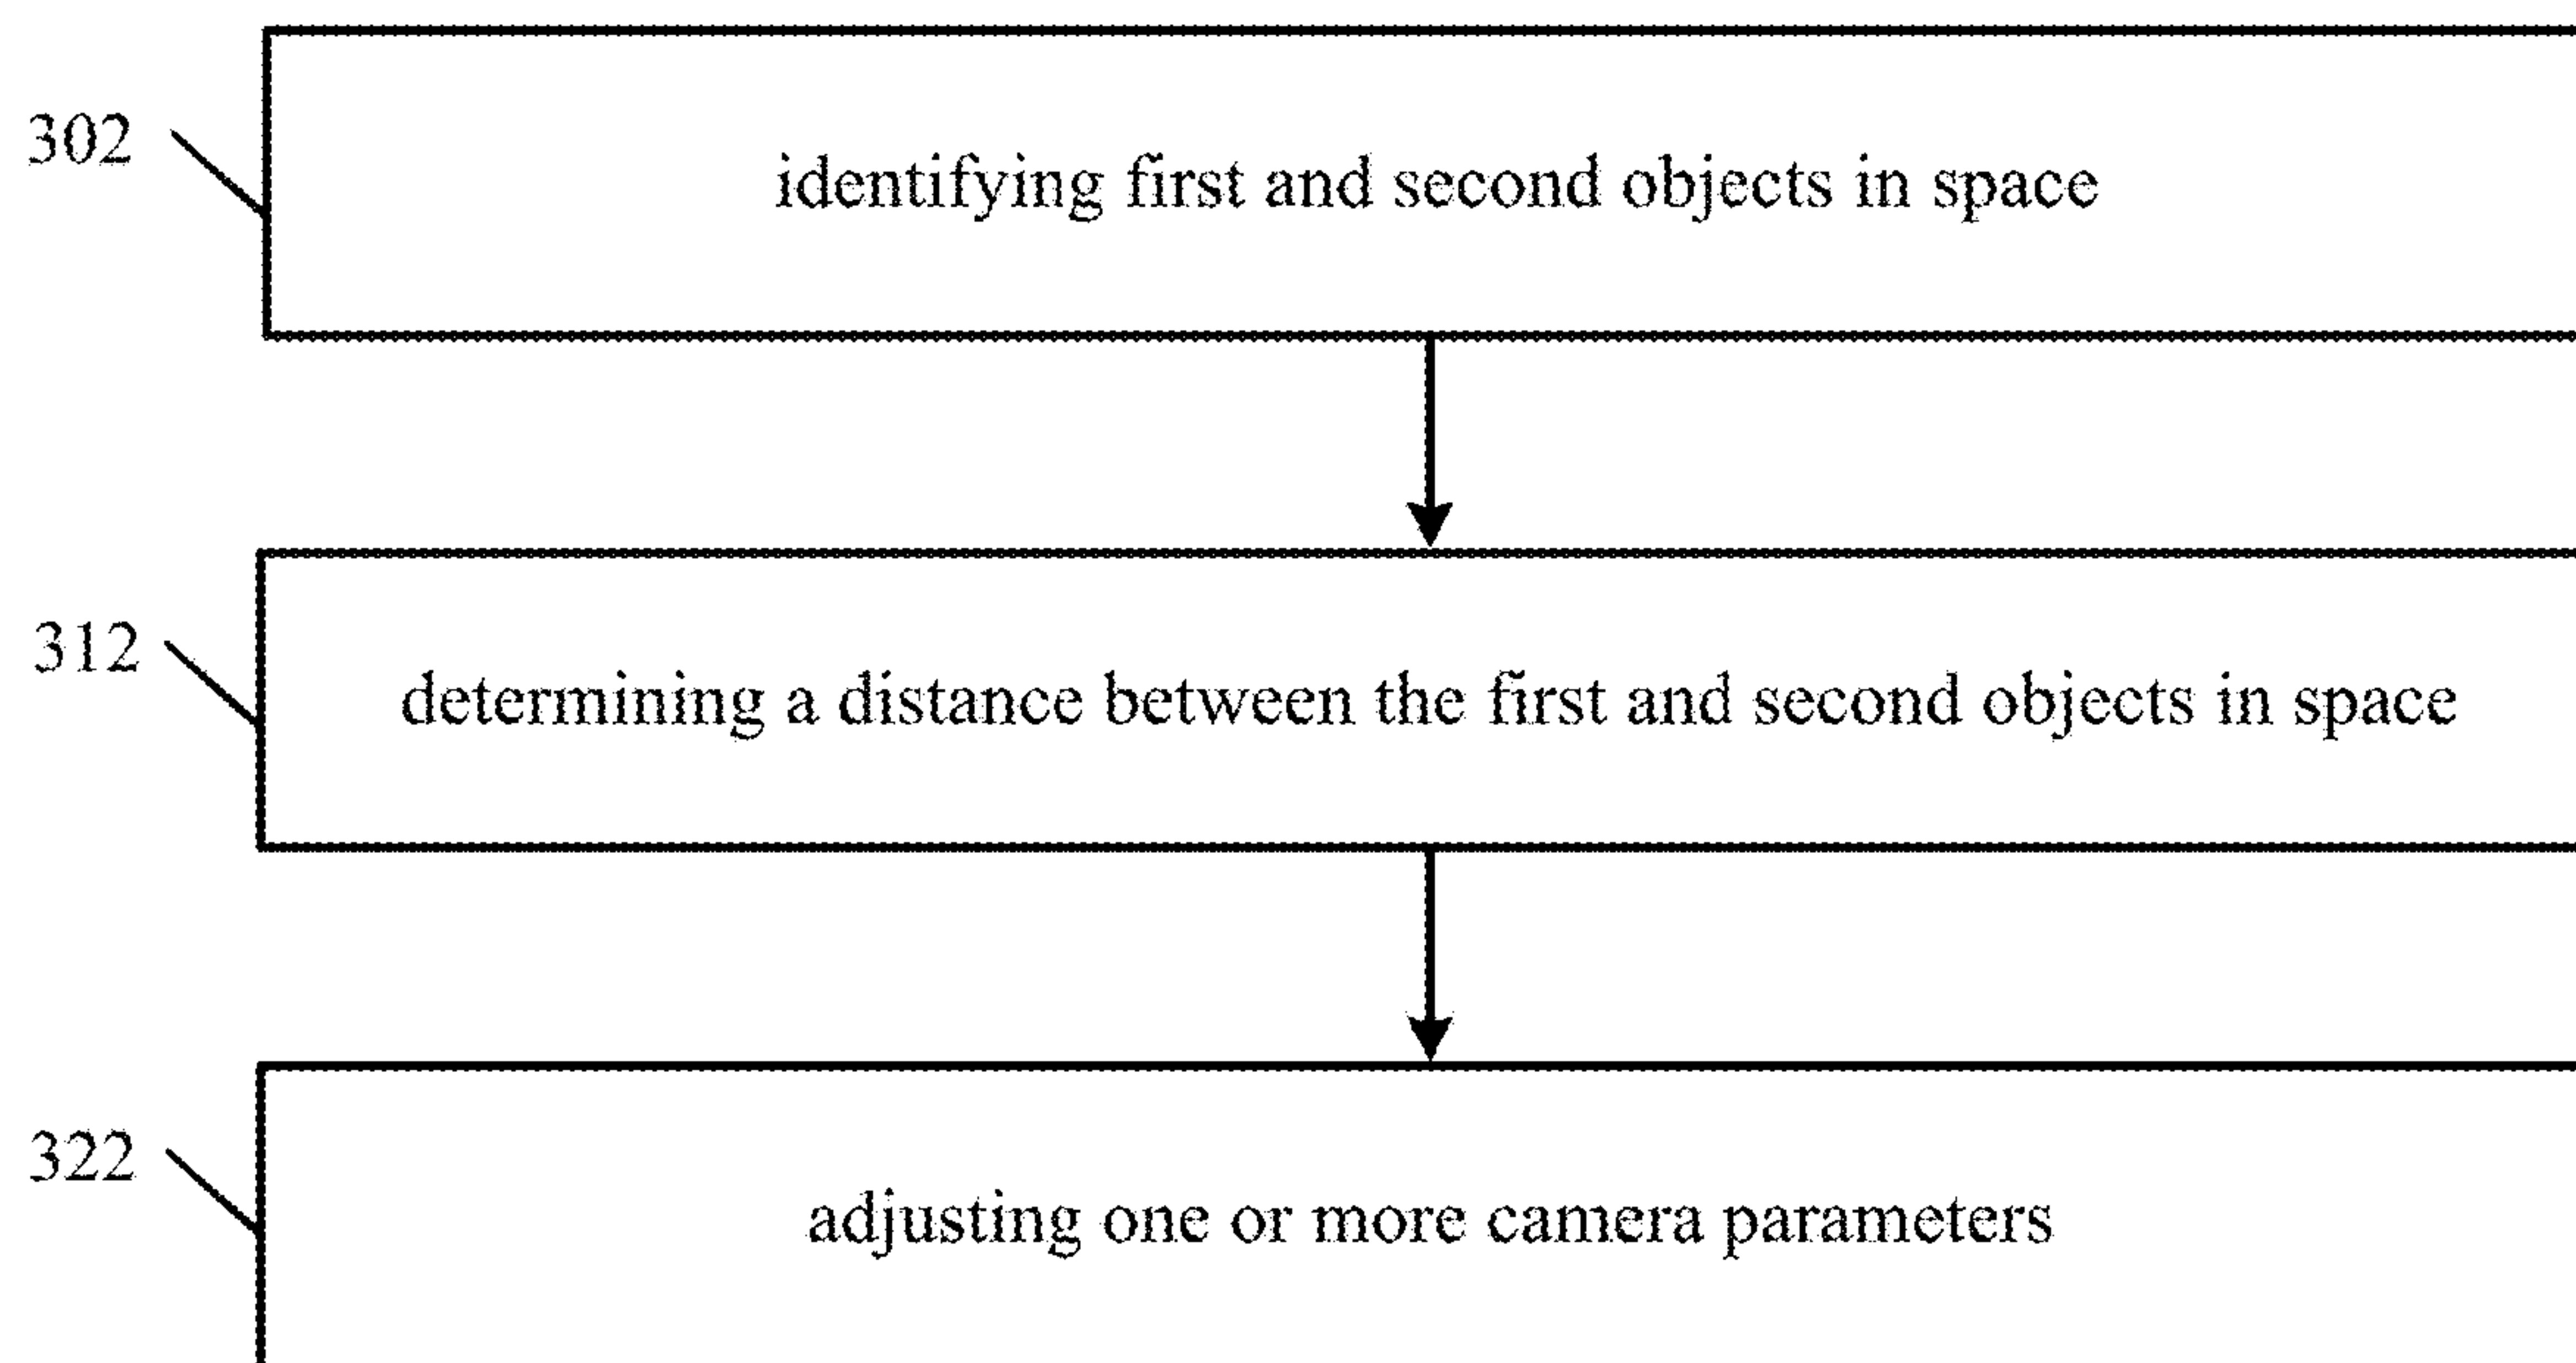 302
identifying first and second objects in space
312
determining a distance between the first and second objects in space
322
adjusting one or more camera parameters